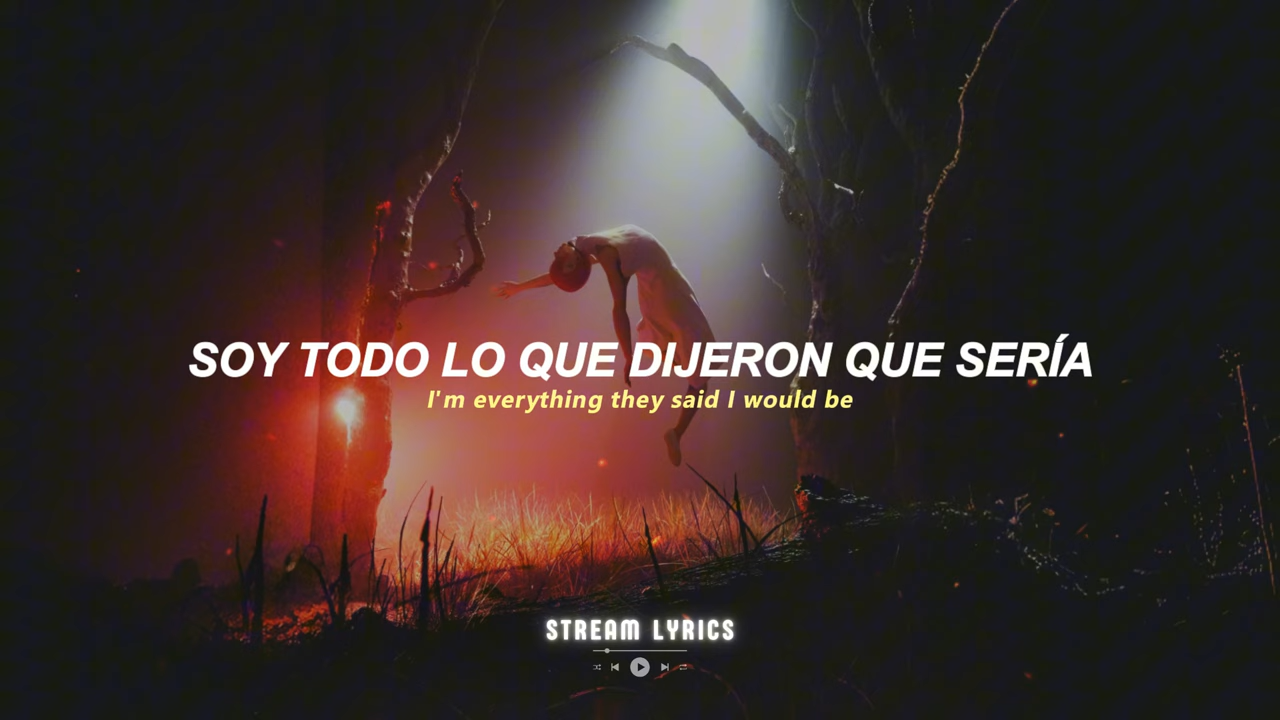 SOY TODO LO QUE DIJERON QUE SERÍA
I'm everything they said I would be
STREAM LYRICS